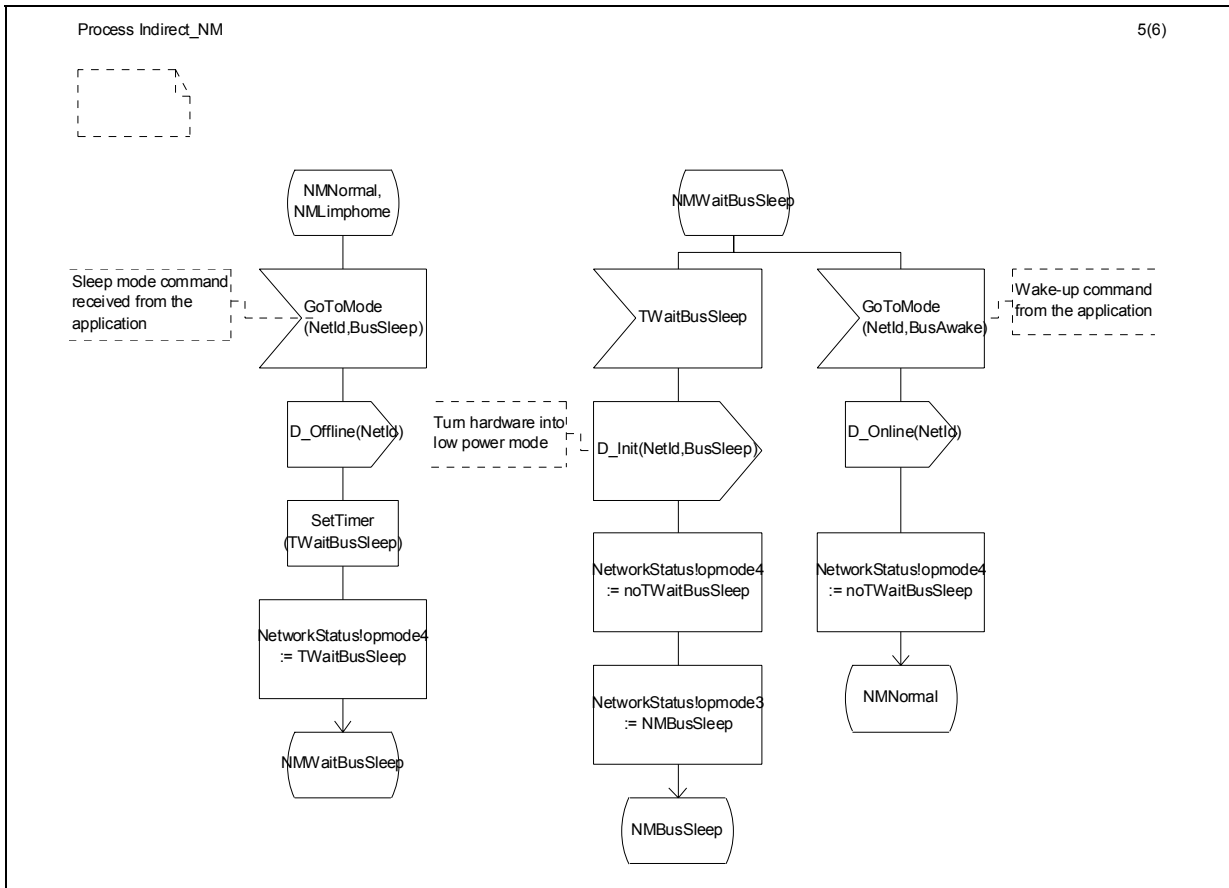 Process Indirect_NM
5(6)
NMNormal,
NMLimphome
Sleep mode command
received from the
application
GoToMode
(NetId,BusSleep)
D_Offline(NetId)
SetTimer
(TWaitBusSleep)
NetworkStatus!opmode4
:= TWaitBusSleep
NMWaitBusSleep
NMWaitBusSleep
TWaitBusSleep
Turn hardware into
low power mode
D_Init(NetId,BusSleep)
NetworkStatus!opmode4
:= noTWaitBusSleep
NetworkStatus!opmode3
:= NMBusSleep
NMBusSleep
GoToMode
(NetId,BusAwake)
Wake-up command
from the application
D_Online(NetId)
NetworkStatus!opmode4
:= noTWaitBusSleep
NMNormal